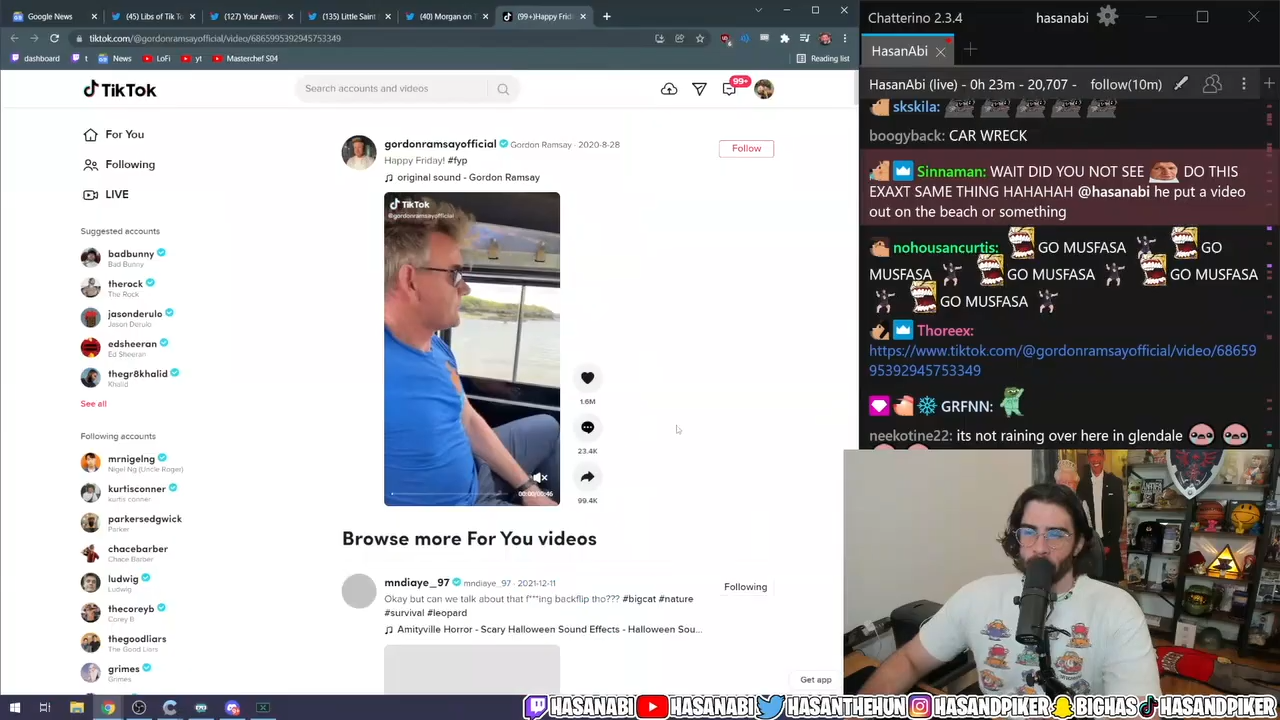 Google News
(45) Libs of Tik To
(127) Your Averag
(135) Little Saint
(40) Morgan on T
(99+)Happy Frid
tiktok.com/@gordonramsayofficial/video/6865995392945753349
dashboard
t
News
LoFi
yt
Masterchef S04
Reading list
TikTok
Search accounts and videos
99+
For You
Following
LIVE
Suggested accounts
badbunny
Bad Bunny
therock
The Rock
jasonderulo
Jason Derulo
edsheeran
Ed Sheeran
thegr8khalid
Khalid
See all
Following accounts
mrnigelng
Nigel Ng (Uncle Roger)
kurtisconner
kurtis conner
parkersedgwick
Parker
chacebarber
Chace Barber
ludwig
Ludwig
thecoreyb
Corey B
thegoodliars
The Good Liars
grimes
Grimes
gordonramsayofficial Gordon Ramsay · 2020-8-28
Follow
Happy Friday! #fyp
original sound - Gordon Ramsay
TikTok
@gordonramsayofficial
00:00/00:46
1.6M
23.4K
99.4K
Browse more For You videos
mndiaye_97 mndiaye_97 · 2021-12-11
Following
Okay but can we talk about that f***ing backflip tho??? #bigcat #nature
#survival #leopard
Amityville Horror - Scary Halloween Sound Effects - Halloween Sou...
Get app
Chatterino 2.3.4
hasanabi
HasanAbi
HasanAbi (live) - 0h 23m - 20,707 - follow(10m)
skskila:
boogyback: CAR WRECK
Sinnaman: WAIT DID YOU NOT SEE DO THIS
EXAXT SAME THING HAHAHAH @hasanabi he put a video
out on the beach or something
nohousancurtis: GO MUSFASA GO
MUSFASA GO MUSFASA GO MUSFASA
GO MUSFASA
Thoreex:
https://www.tiktok.com/@gordonramsayofficial/video/68659
95392945753349
GRFNN:
neekotine22: its not raining over here in glendale
HASANABI HASANABI HASANTHEHUN HASANDPIKER BIGHAS HASANDPIKER